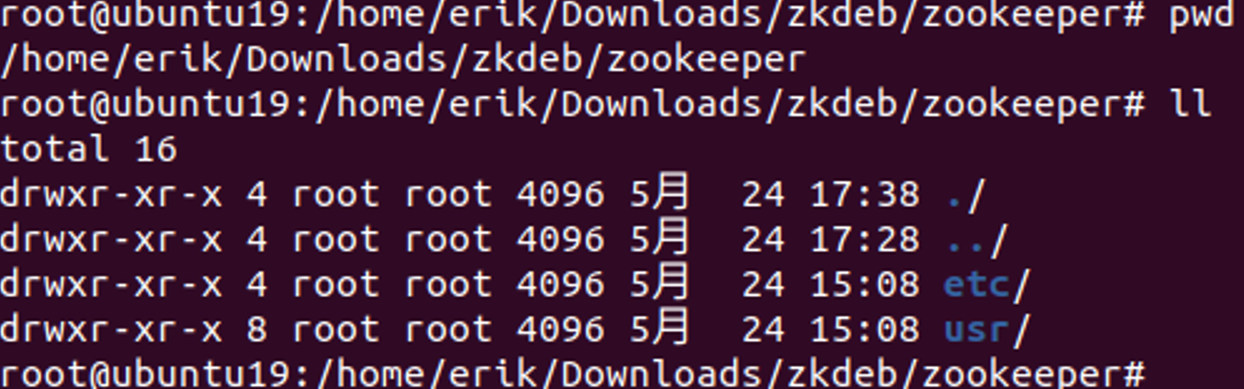 root@ubuntu19:/home/erik/Downloads/zkdeb/zookeeper# pwd
/home/erik/Downloads/zkdeb/zookeeper
root@ubuntu19:/home/erik/Downloads/zkdeb/zookeeper# ll
total 16
drwxr-xr-x 4 root root 4096 5月  24 17:38 ./
drwxr-xr-x 4 root root 4096 5月  24 17:28 ../
drwxr-xr-x 4 root root 4096 5月  24 15:08 etc/
drwxr-xr-x 8 root root 4096 5月  24 15:08 usr/
root@ubuntu19:/home/erik/Downloads/zkdeb/zookeeper#